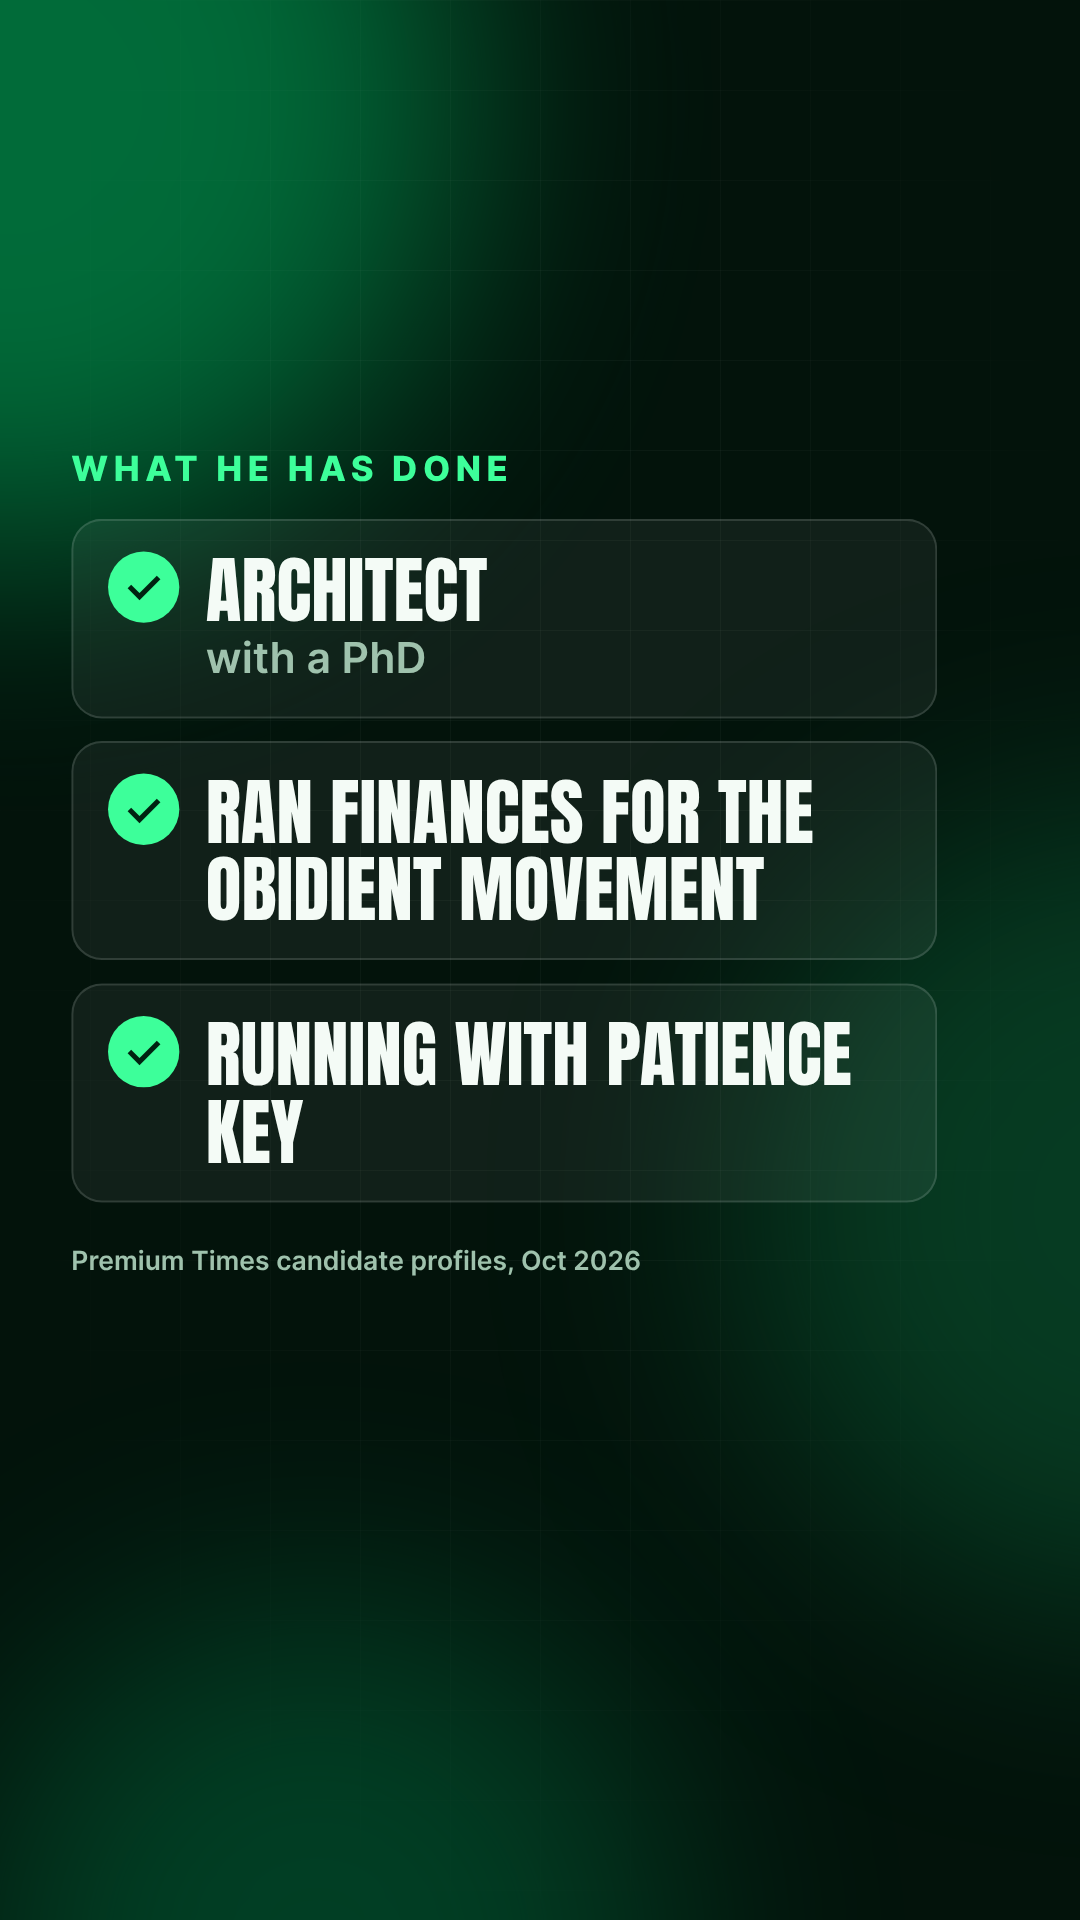 WHAT HE HAS DONE
ARCHITECT
with a PhD
RAN FINANCES FOR THE
OBIDIENT MOVEMENT
RUNNING WITH PATIENCE
KEY
Premium Times candidate profiles, Oct 2026